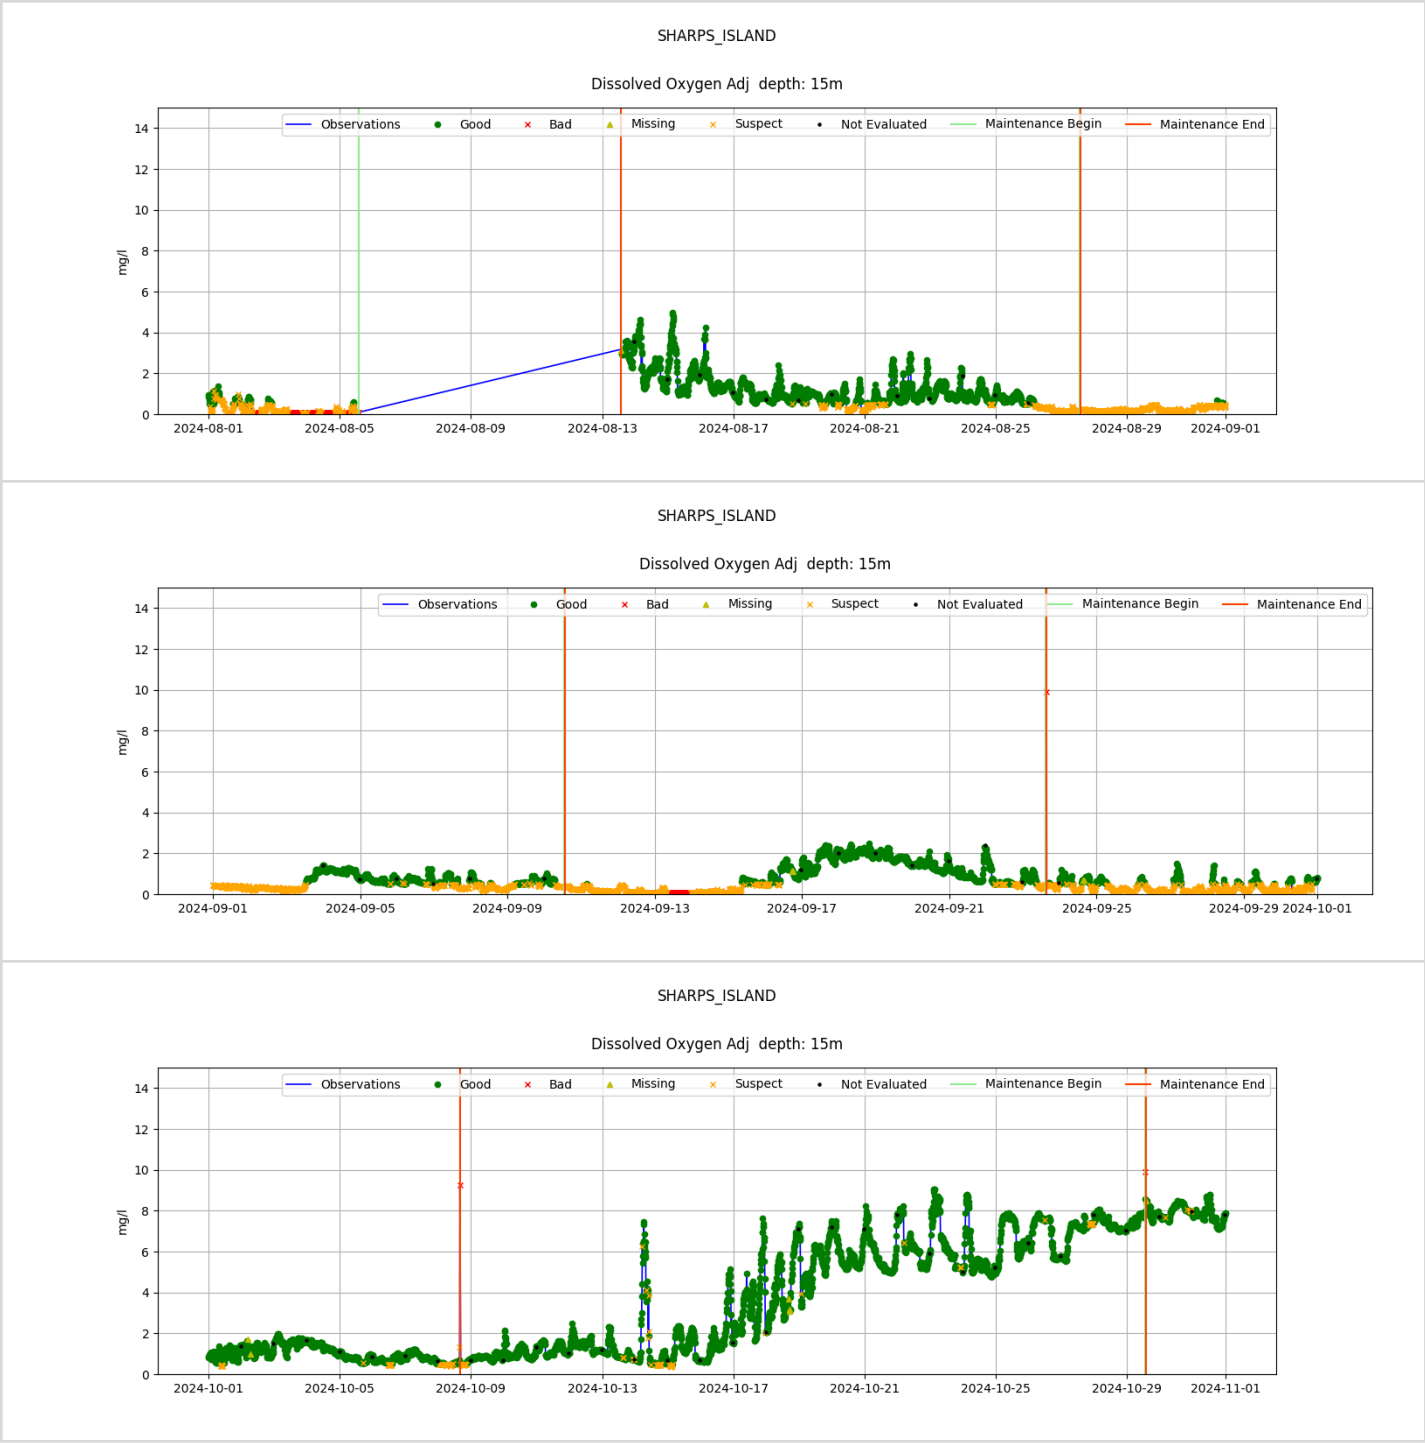 SHARPS_ISLAND
Dissolved Oxygen Adj depth: 15m
Observations Good Bad Missing Suspect Not Evaluated Maintenance Begin Maintenance End
14
12
10
8
6
4
2
0
mg/l
2024-08-01 2024-08-05 2024-08-09 2024-08-13 2024-08-17 2024-08-21 2024-08-25 2024-08-29 2024-09-01
SHARPS_ISLAND
Dissolved Oxygen Adj depth: 15m
Observations Good Bad Missing Suspect Not Evaluated Maintenance Begin Maintenance End
14
12
10
8
6
4
2
0
mg/l
2024-09-01 2024-09-05 2024-09-09 2024-09-13 2024-09-17 2024-09-21 2024-09-25 2024-09-29 2024-10-01
SHARPS_ISLAND
Dissolved Oxygen Adj depth: 15m
Observations Good Bad Missing Suspect Not Evaluated Maintenance Begin Maintenance End
14
12
10
8
6
4
2
0
mg/l
2024-10-01 2024-10-05 2024-10-09 2024-10-13 2024-10-17 2024-10-21 2024-10-25 2024-10-29 2024-11-01